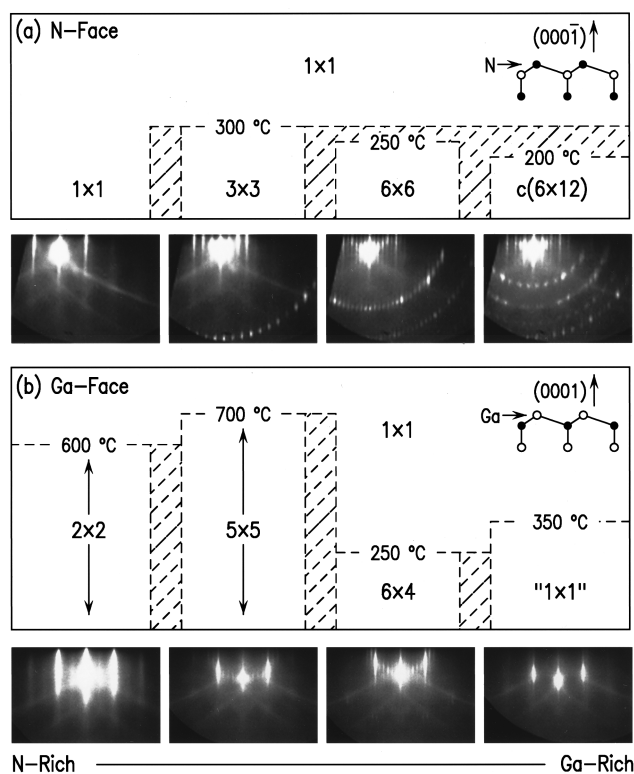 (a) N-Face
(0001̄)
1×1
N
300 °C
250 °C
200 °C
1×1
3×3
6×6
c(6×12)
(b) Ga-Face
(0001)
700 °C
Ga
1×1
600 °C
350 °C
2×2
5×5
250 °C
6×4
"1×1"
N-Rich
Ga-Rich